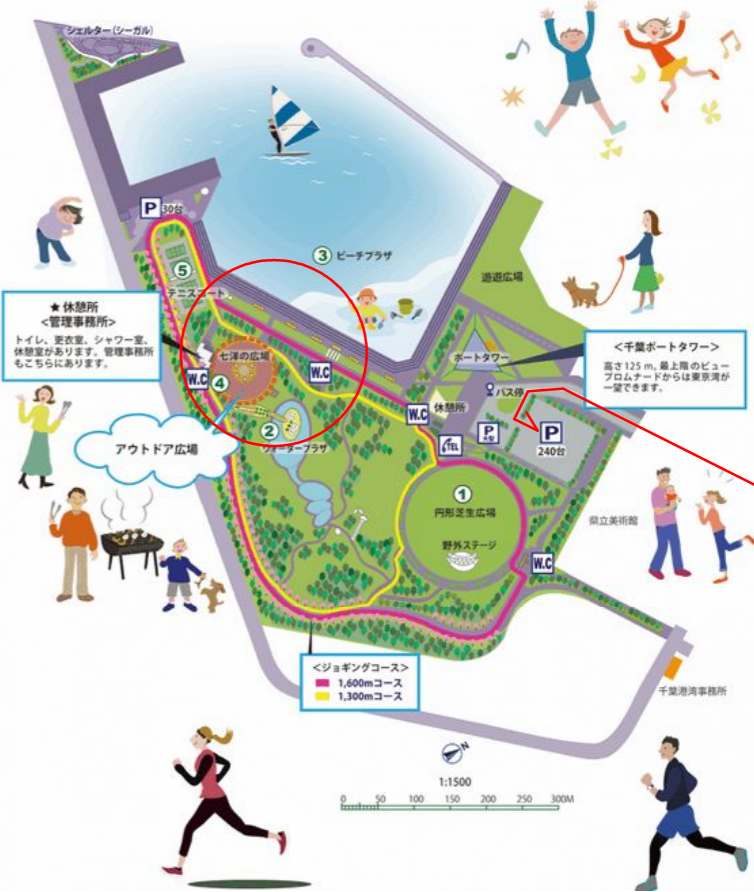 シェルター（シーガル）
P 30台
③ ビーチプラザ
遊遊広場
⑤
テニスコート
★休憩所
<管理事務所>
トイレ、更衣室、シャワー室、
休憩室があります。管理事務所
もこちらにあります。
七洋の広場
W.C
W.C
④
ポートタワー
<千葉ポートタワー>
高さ125m。最上階のビュー
プロムナードからは東京湾が
一望できます。
バス停
W.C
休憩所
②
ウォータープラザ
アウトドア広場
TEL
P
大型
P
240台
①
円形芝生広場
県立美術館
野外ステージ
W.C
<ジョギングコース>
1,600mコース
1,300mコース
千葉港湾事務所
N
1:1500
0 50 100 150 200 250 300M